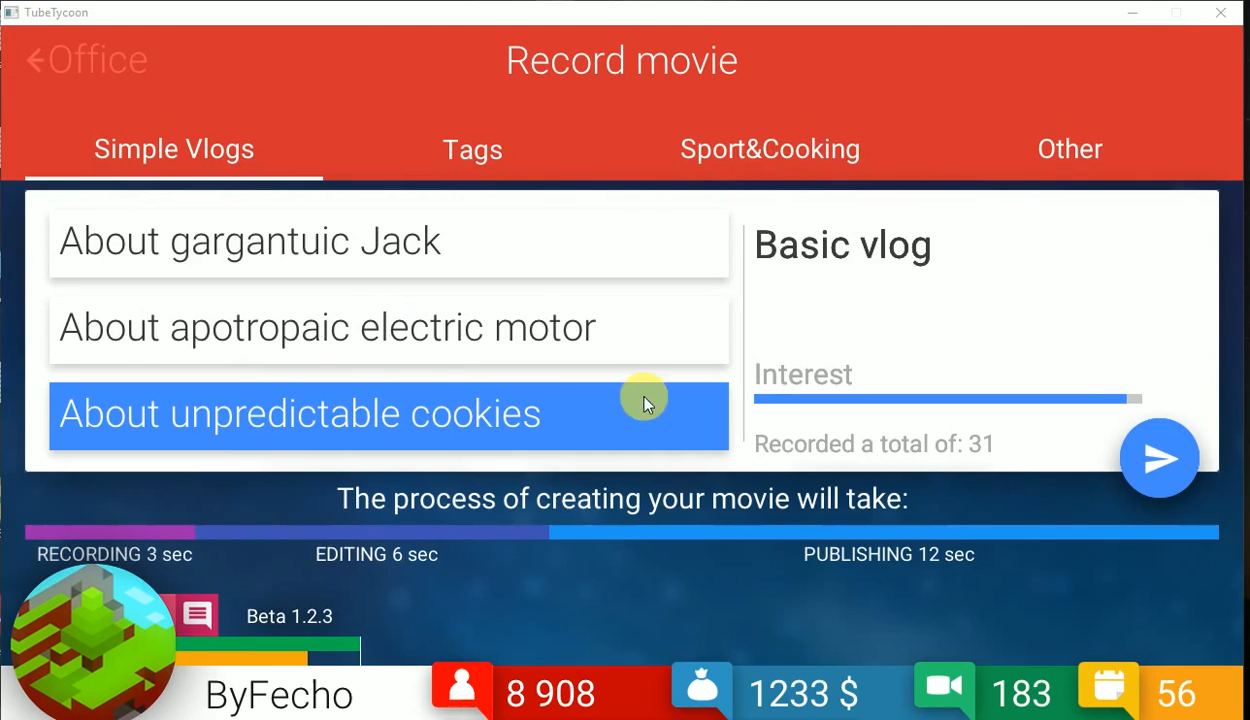 TubeTycoon
Office
Record movie
Simple Vlogs
Tags
Sport&Cooking
Other
About gargantuic Jack
About apotropaic electric motor
About unpredictable cookies
Basic vlog
Interest
Recorded a total of: 31
The process of creating your movie will take:
RECORDING 3 sec
EDITING 6 sec
PUBLISHING 12 sec
Beta 1.2.3
ByFecho
8 908
1233 $
183
56